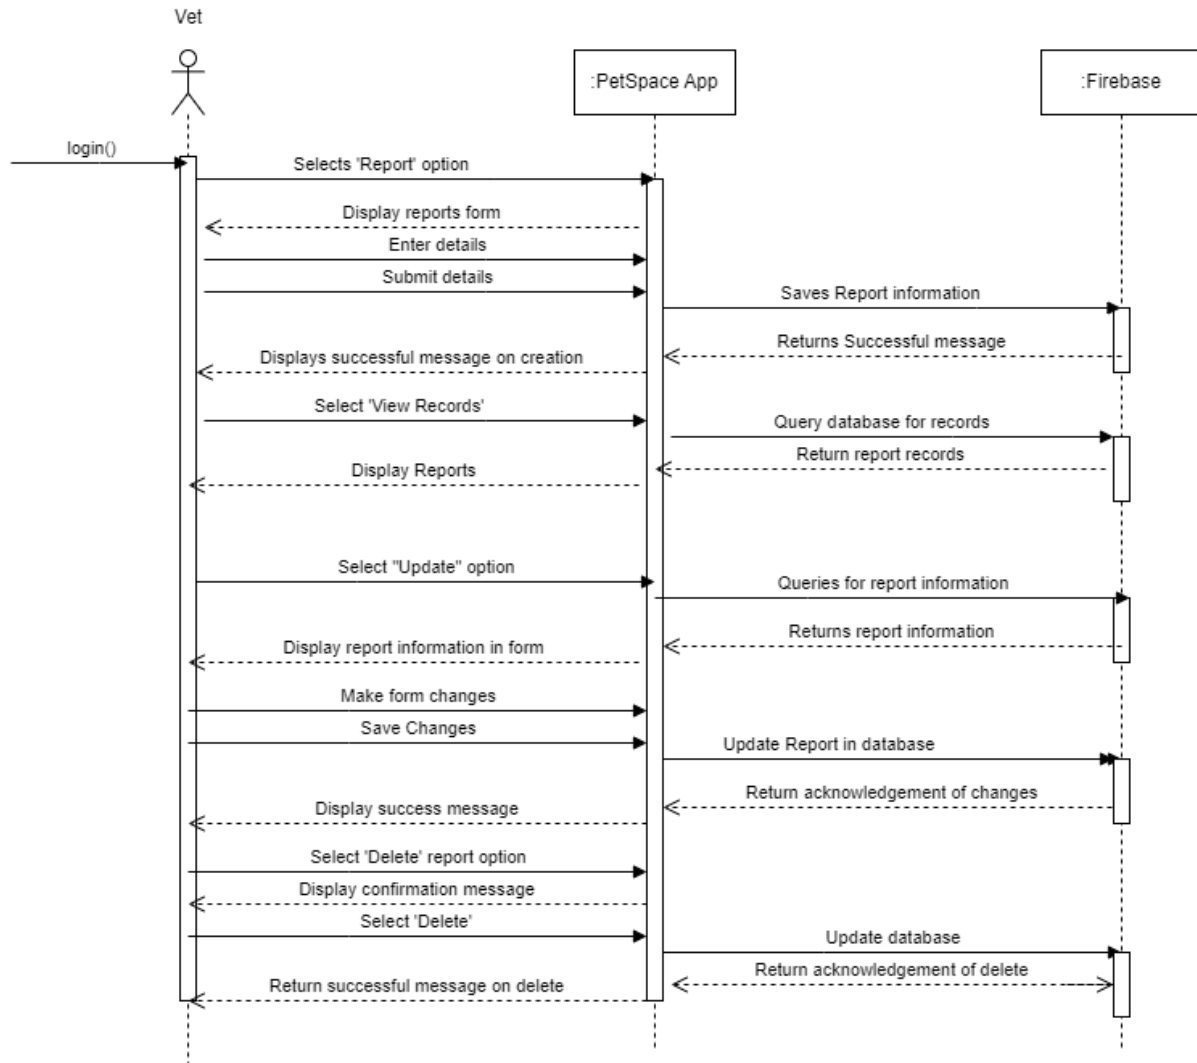 Vet
:PetSpace App
:Firebase
login()
Selects 'Report' option
Display reports form
Enter details
Submit details
Saves Report information
Returns Successful message
Displays successful message on creation
Select 'View Records'
Query database for records
Return report records
Display Reports
Select "Update" option
Queries for report information
Returns report information
Display report information in form
Make form changes
Save Changes
Update Report in database
Return acknowledgement of changes
Display success message
Select 'Delete' report option
Display confirmation message
Select 'Delete'
Update database
Return acknowledgement of delete
Return successful message on delete